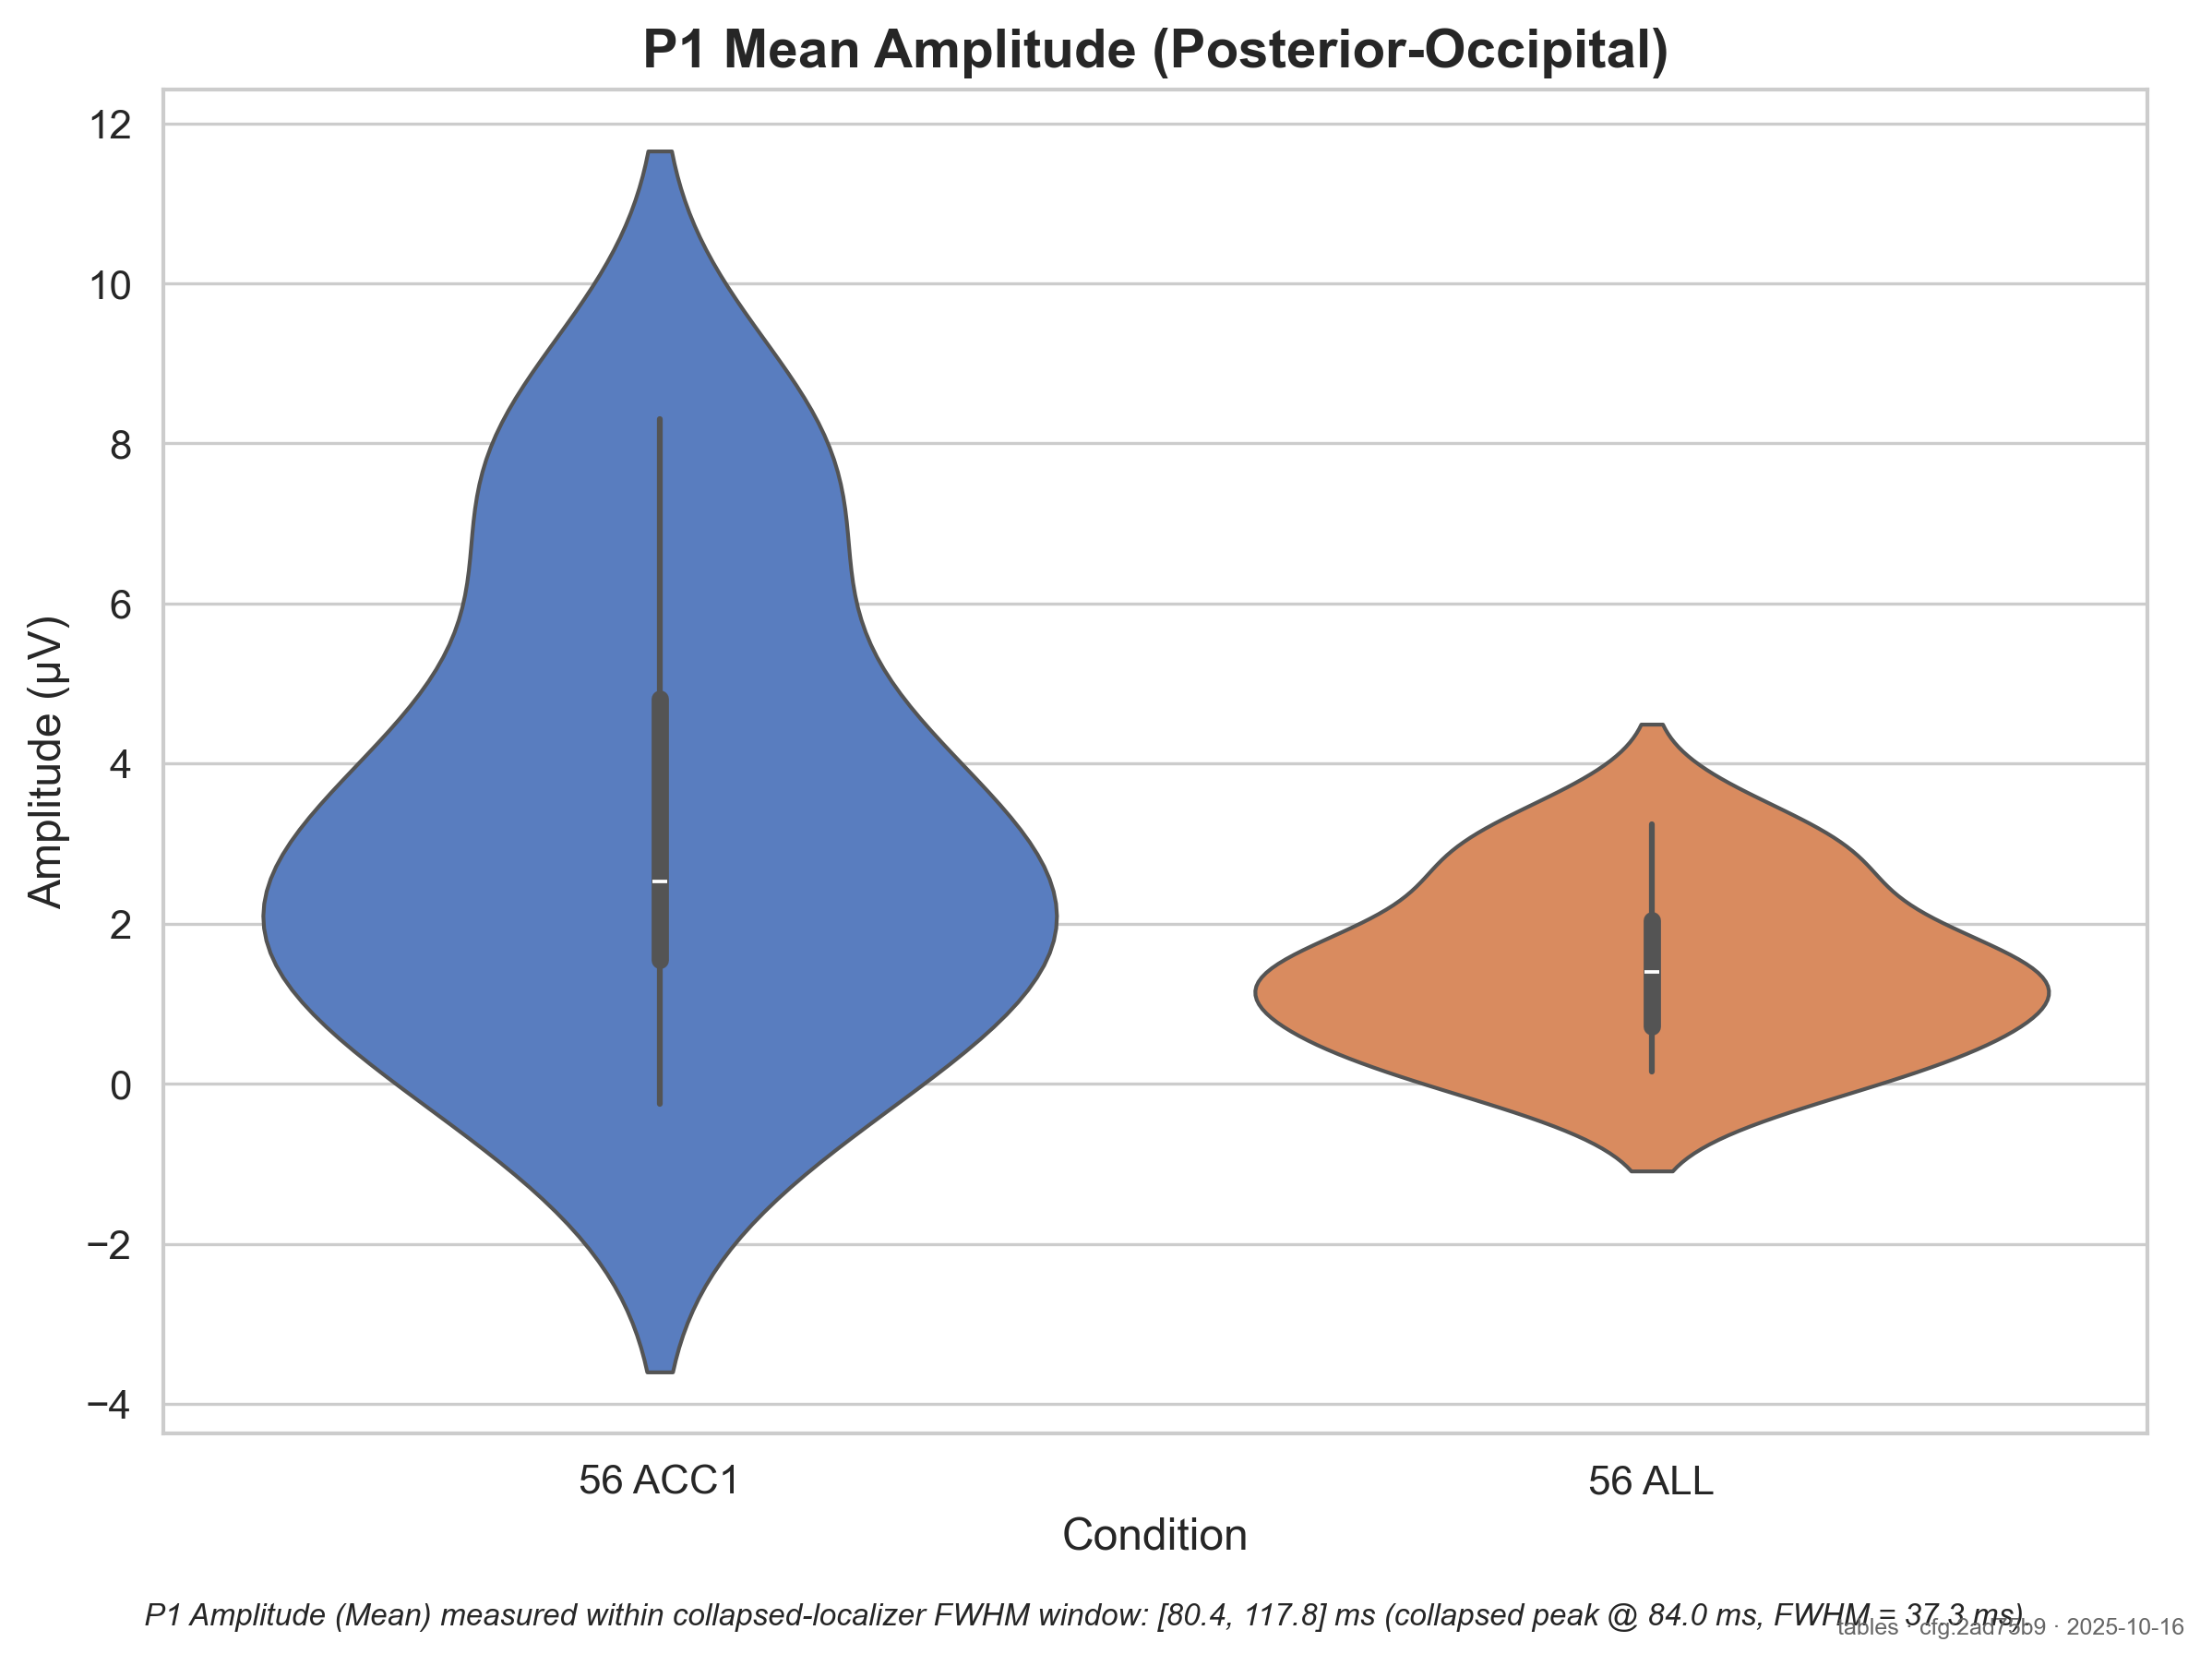 P1 Mean Amplitude (Posterior-Occipital)
12
10
8
6
4
2
0
−2
−4
Amplitude (µV)
56 ACC1
56 ALL
Condition
P1 Amplitude (Mean) measured within collapsed-localizer FWHM window: [80.4, 117.8] ms (collapsed peak @ 84.0 ms, FWHM = 37.3 ms).
tables · cfg:2ad75b9 · 2025-10-16